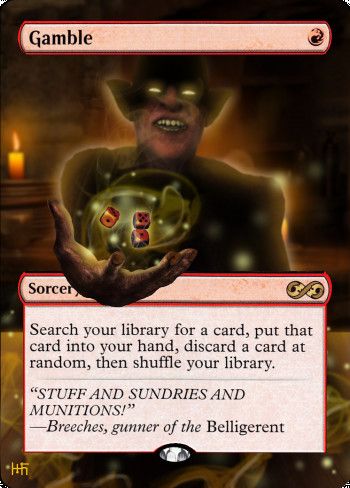 Gamble
Sorcery
Search your library for a card, put that
card into your hand, discard a card at
random, then shuffle your library.
“STUFF AND SUNDRIES AND
MUNITIONS!”
—Breeches, gunner of the Belligerent